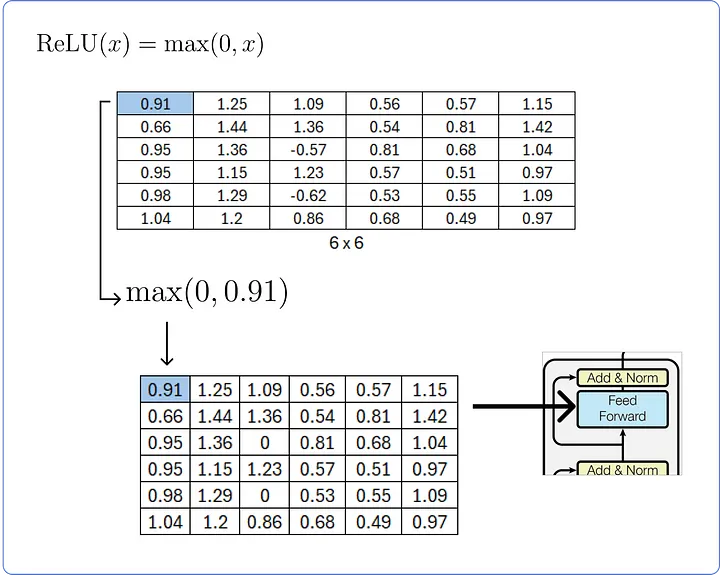 ReLU(x) = max(0, x)
0.91 1.25 1.09 0.56 0.57 1.15
0.66 1.44 1.36 0.54 0.81 1.42
0.95 1.36 -0.57 0.81 0.68 1.04
0.95 1.15 1.23 0.57 0.51 0.97
0.98 1.29 -0.62 0.53 0.55 1.09
1.04 1.2 0.86 0.68 0.49 0.97
6 x 6
max(0, 0.91)
0.91 1.25 1.09 0.56 0.57 1.15
0.66 1.44 1.36 0.54 0.81 1.42
0.95 1.36 0 0.81 0.68 1.04
0.95 1.15 1.23 0.57 0.51 0.97
0.98 1.29 0 0.53 0.55 1.09
1.04 1.2 0.86 0.68 0.49 0.97
Add & Norm
Feed
Forward
Add & Norm